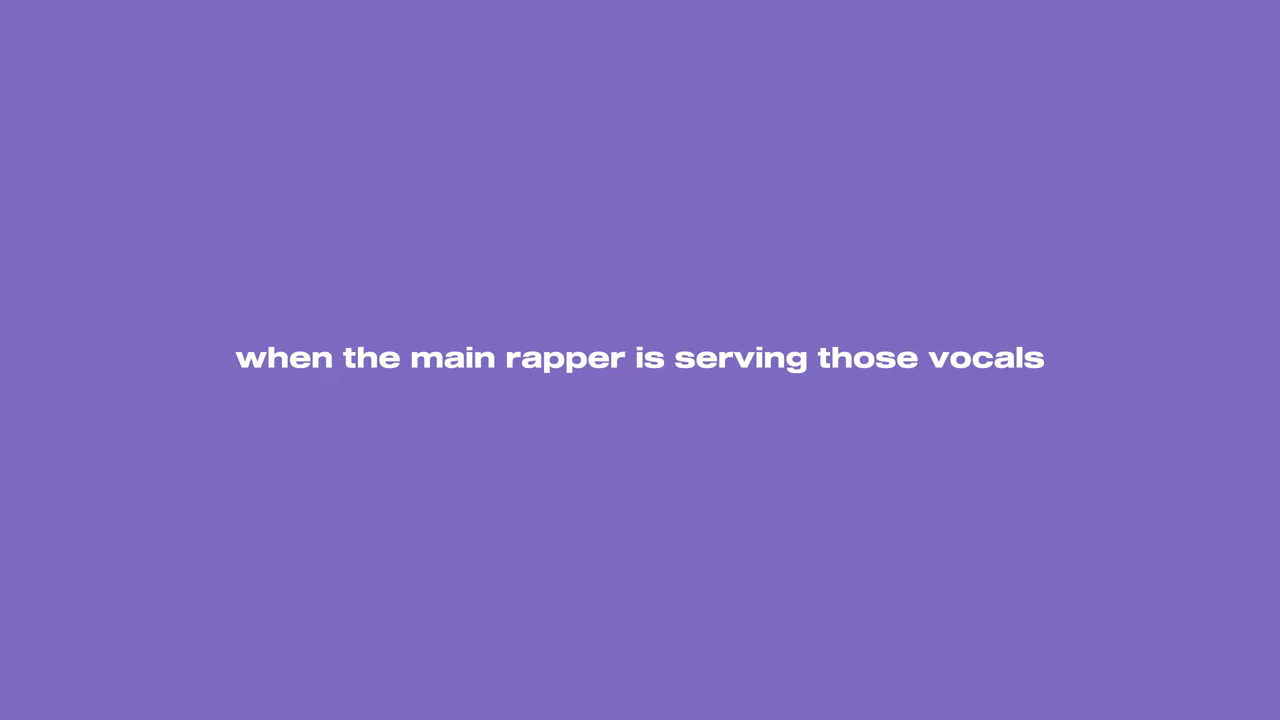 when the main rapper is serving those vocals